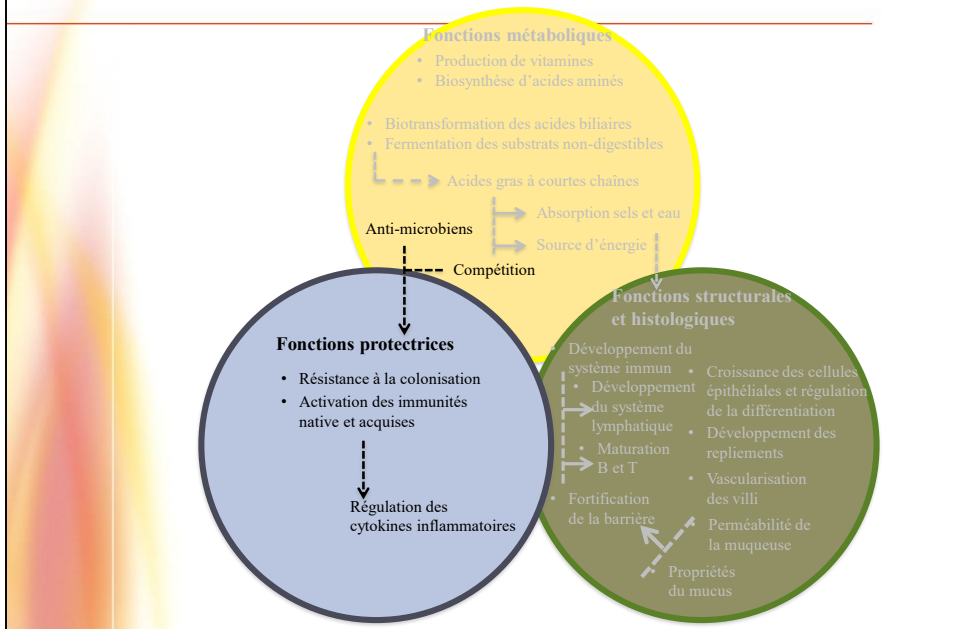 Fonctions métaboliques
• Production de vitamines
• Biosynthèse d'acides aminés
• Biotransformation des acides biliaires
• Fermentation des substrats non-digestibles
Acides gras à courtes chaînes
Absorption sels et eau
Source d'énergie
Anti-microbiens
Compétition
Fonctions protectrices
• Résistance à la colonisation
• Activation des immunités
native et acquises
Régulation des
cytokines inflammatoires
Fonctions structurales
et histologiques
• Développement du
système immun
• Développement
du système
lymphatique
• Maturation
B et T
• Fortification
de la barrière
• Croissance des cellules
épithéliales et régulation
de la différentiation
• Développement des
repliements
• Vascularisation
des villi
• Perméabilité de
la muqueuse
• Propriétés
du mucus